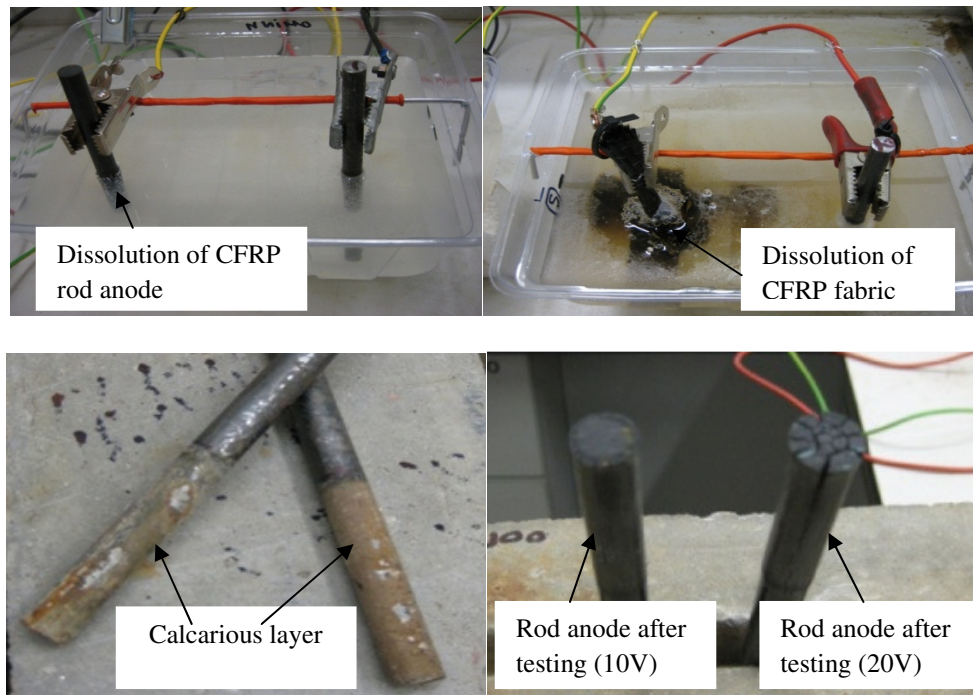 Dissolution of CFRP
rod anode
Dissolution of
CFRP fabric
Calcarious layer
Rod anode after
testing (10V)
Rod anode after
testing (20V)